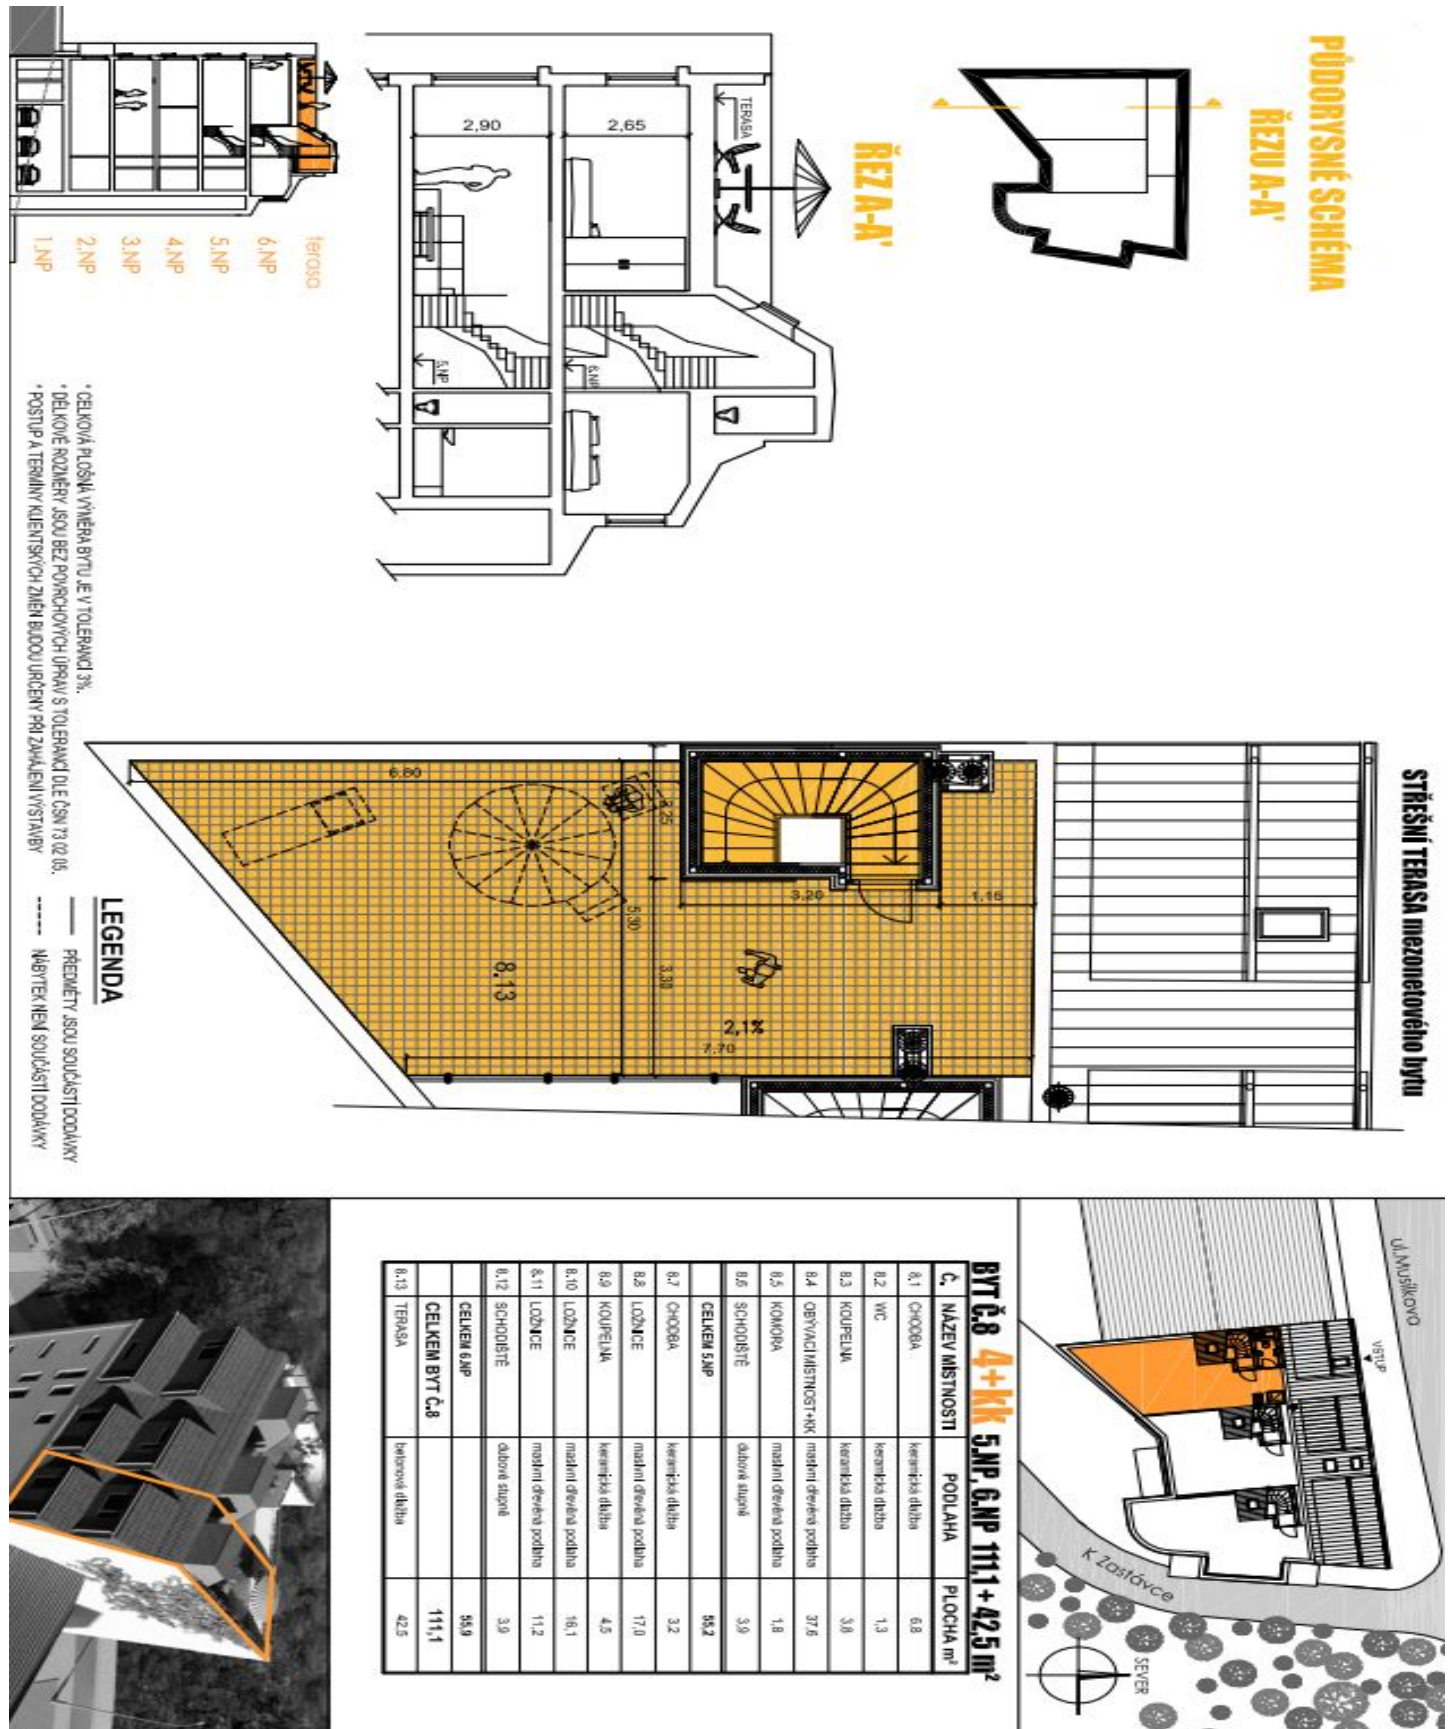 PŮDORYSNÉ SCHÉMA
ŘEZU A-A'
ŘEZ A-A'
TERASA
2,65
2,90
6.NP
5.NP
terasa
6.NP
5.NP
4.NP
3.NP
2.NP
1.NP
* CELKOVÁ PLOŠNÁ VÝMĚRA BYTU JE V TOLERANCI 3%.
* DÉLKOVÉ ROZMĚRY JSOU BEZ POVRCHOVÝCH ÚPRAV S TOLERANCÍ DLE ČSN 73 02 05.
* POSTUP A TERMÍNY KLIENTSKÝCH ZMĚN BUDOU URČENY PŘI ZAHÁJENÍ VÝSTAVBY
STŘEŠNÍ TERASA mezonetového bytu
6,80
3,20
1,15
5,30
3,30
8.13
2,1%
7,70
LEGENDA
PŘEDMĚTY JSOU SOUČÁSTÍ DODÁVKY
NÁBYTEK NENÍ SOUČÁSTÍ DODÁVKY
ul.Musílkova
VSTUP
K Zastávce
SEVER
BYT Č.8 4+kk 5.NP, 6.NP 111,1 + 42,5 m²
Č. NÁZEV MÍSTNOSTI PODLAHA PLOCHA m²
8.1 CHODBA keramická dlažba 6,8
8.2 WC keramická dlažba 1,3
8.3 KOUPELNA keramická dlažba 3,8
8.4 OBÝVACÍ MÍSTNOST+KK masivní dřevěná podlaha 37,6
8.5 KOMORA masivní dřevěná podlaha 1,8
8.6 SCHODIŠTĚ dubové stupně 3,9
CELKEM 5.NP 55,2
8.7 CHODBA keramická dlažba 3,2
8.8 LOŽNICE masivní dřevěná podlaha 17,0
8.9 KOUPELNA keramická dlažba 4,5
8.10 LOŽNICE masivní dřevěná podlaha 16,1
8.11 LOŽNICE masivní dřevěná podlaha 11,2
8.12 SCHODIŠTĚ dubové stupně 3,9
CELKEM 6.NP 55,9
CELKEM BYT Č.8 111,1
8.13 TERASA betonová dlažba 42,5